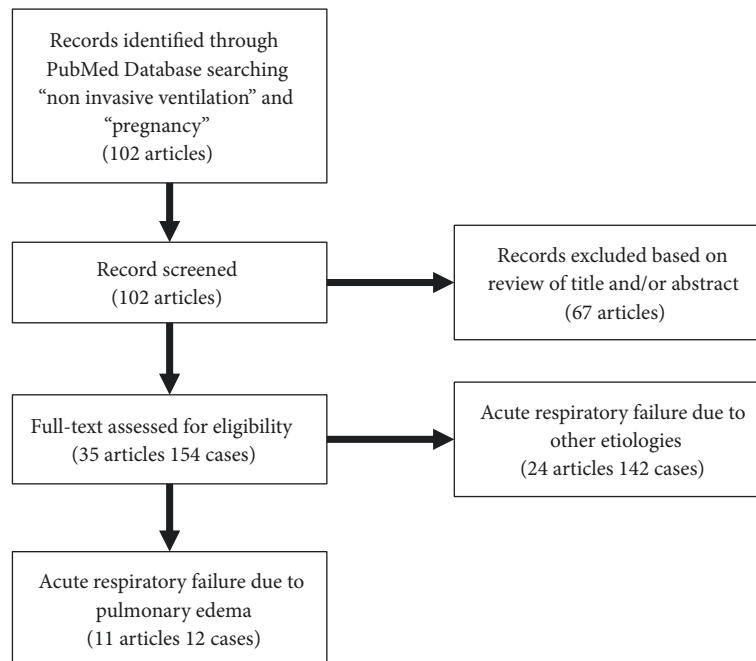 Records identified through
PubMed Database searching
“non invasive ventilation” and
“pregnancy”
(102 articles)
Record screened
(102 articles)
Records excluded based on
review of title and/or abstract
(67 articles)
Full-text assessed for eligibility
(35 articles 154 cases)
Acute respiratory failure due to
other etiologies
(24 articles 142 cases)
Acute respiratory failure due to
pulmonary edema
(11 articles 12 cases)